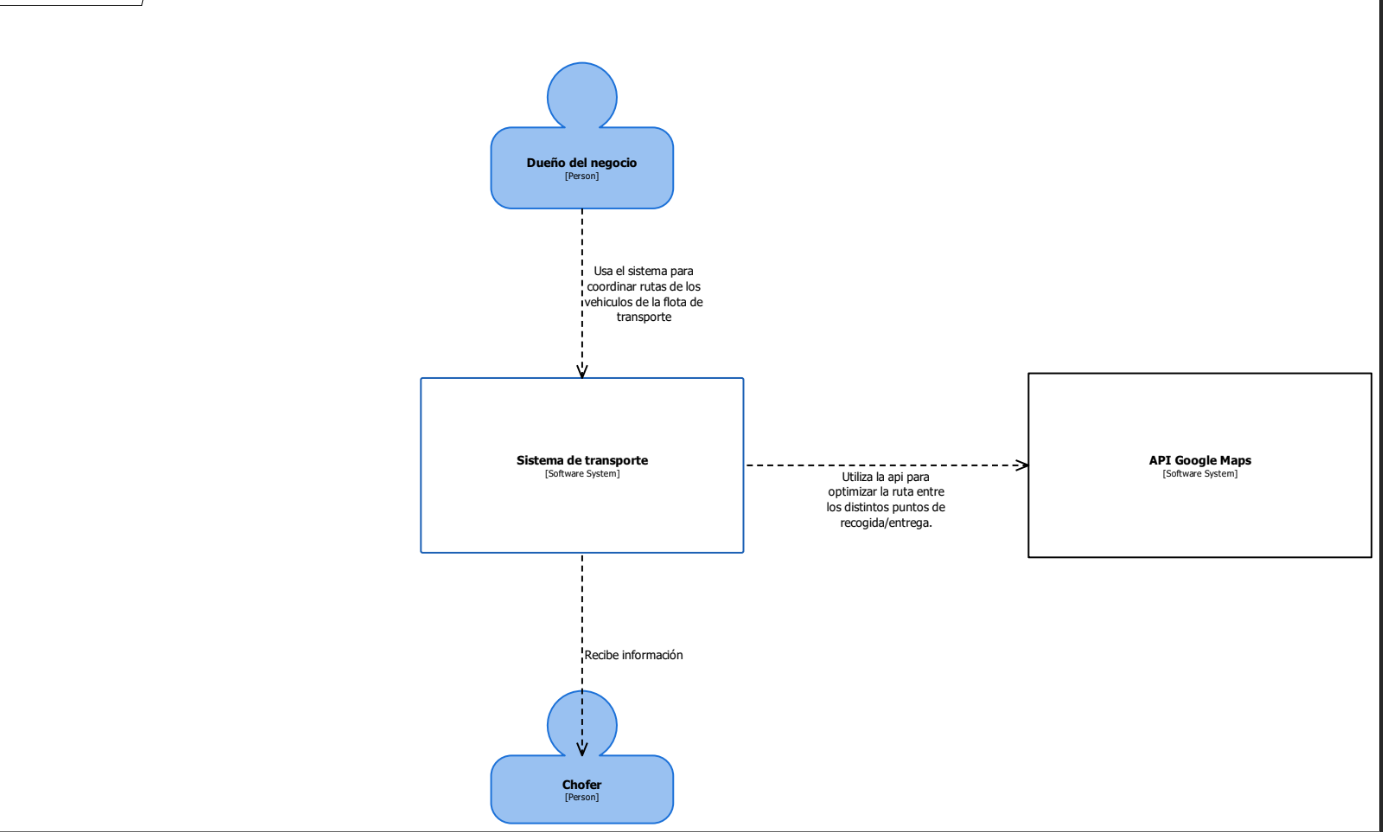 Dueño del negocio
[Person]
Usa el sistema para
coordinar rutas de los
vehiculos de la flota de
transporte
Sistema de transporte
[Software System]
Utiliza la api para
optimizar la ruta entre
los distintos puntos de
recogida/entrega.
API Google Maps
[Software System]
Recibe información
Chofer
[Person]